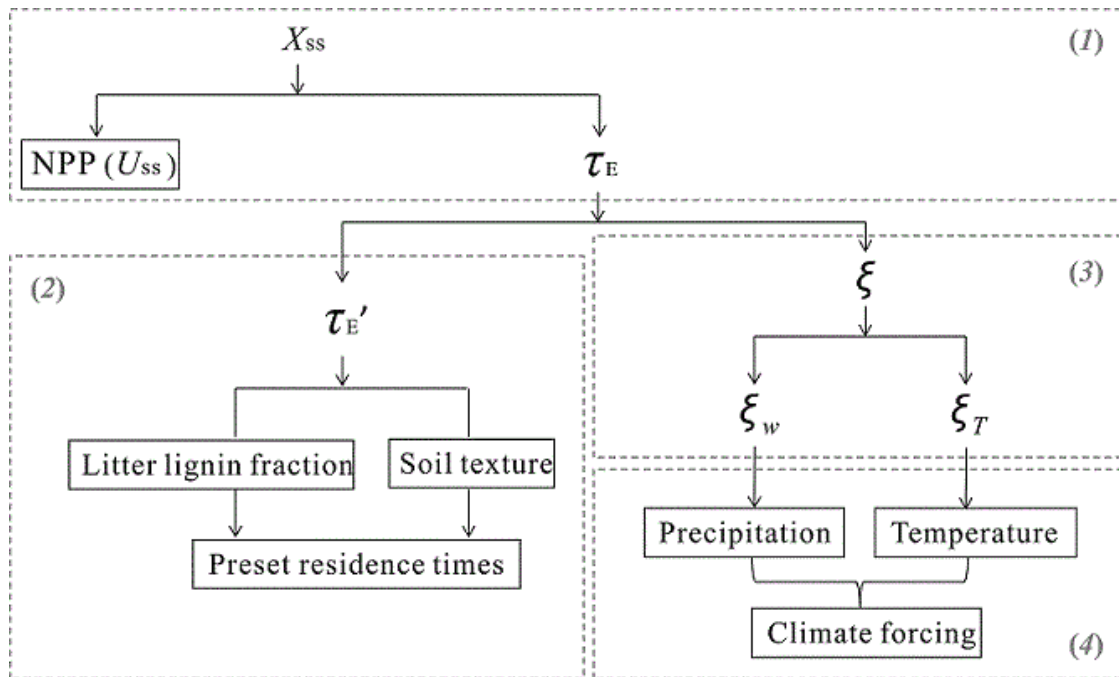 Xss
(1)
NPP (Uss)
τE
(2)
(3)
ξ
τE′
ξw
ξT
Litter lignin fraction
Soil texture
Precipitation
Temperature
Preset residence times
Climate forcing
(4)